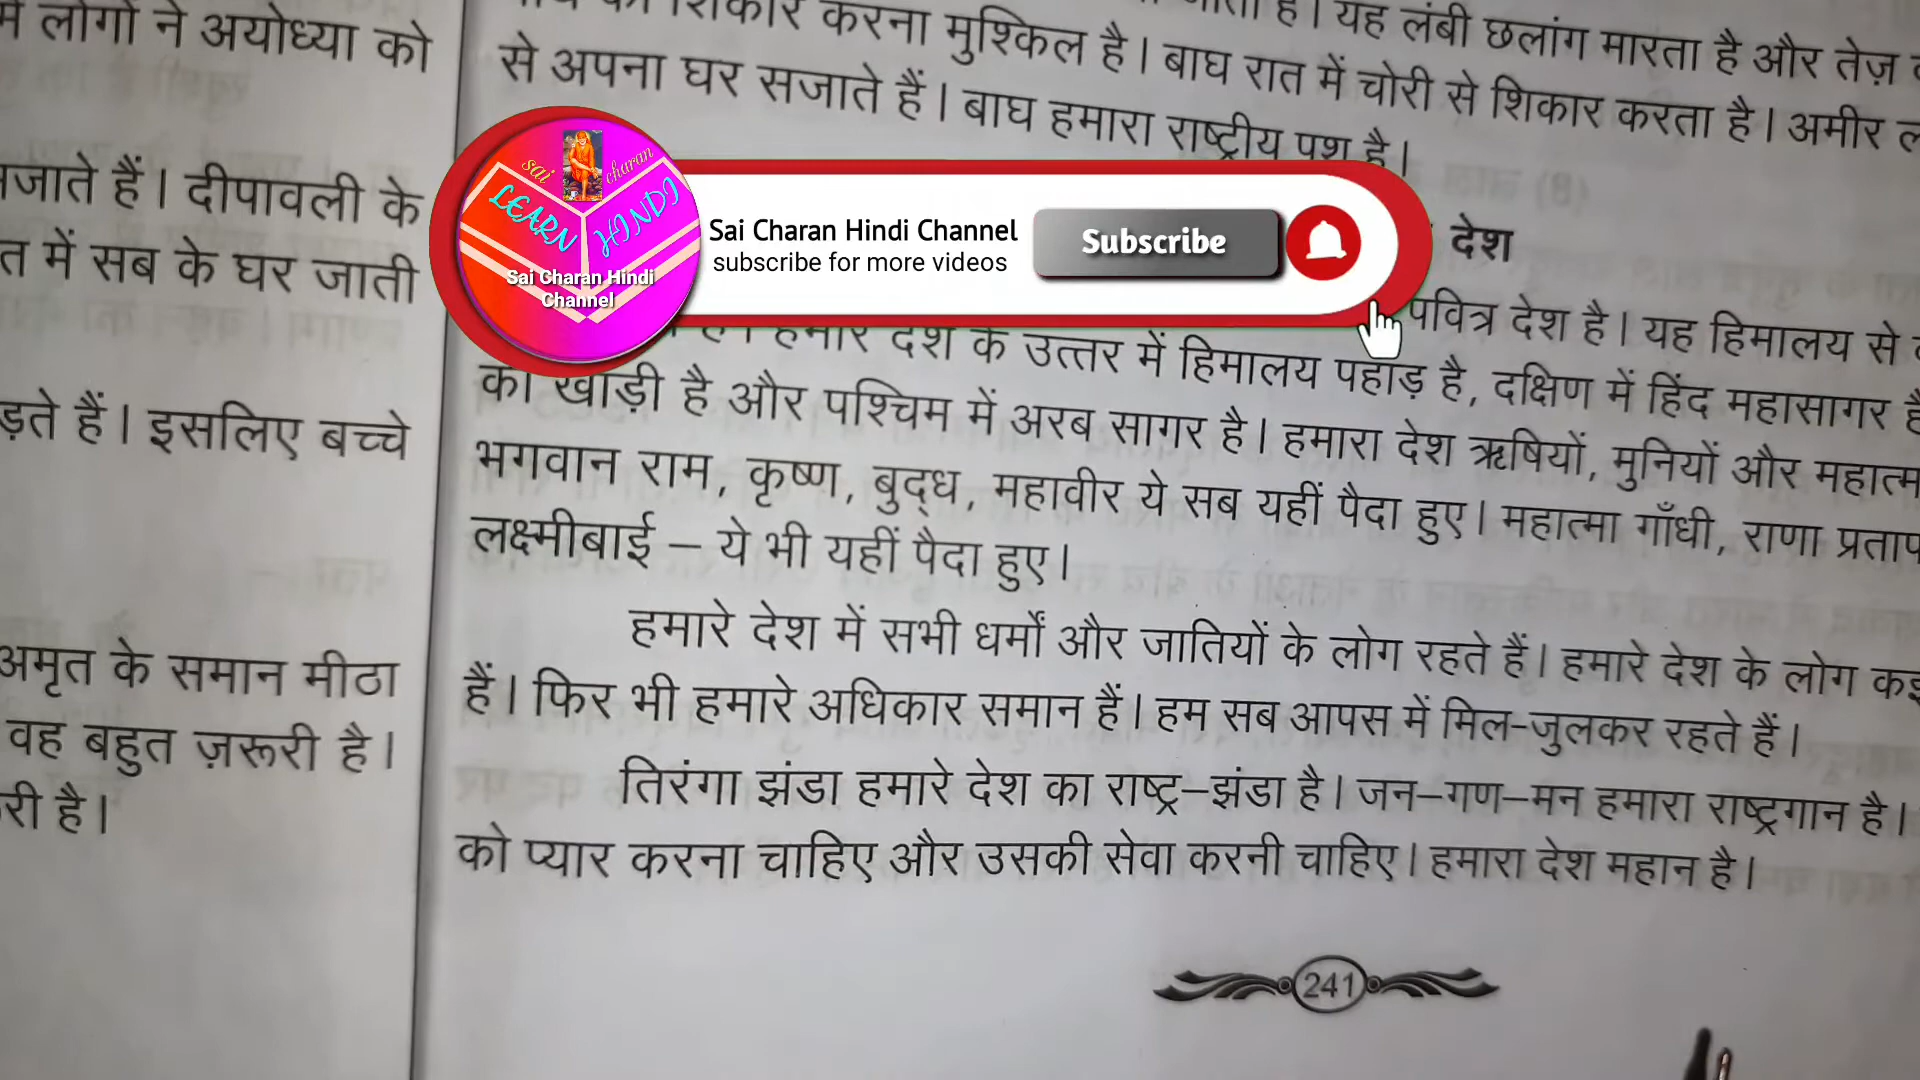 में लोगों ने अयोध्या को
जाते हैं। दीपावली के
त में सब के घर जाती
ड़ते हैं। इसलिए बच्चे
अमृत के समान मीठा
वह बहुत ज़रूरी है।
री है।
शिकार करना मुश्किल है। बाघ रात में चोरी से शिकार करता है। अमीर
है। यह लंबी छलांग मारता है और तेज़
से अपना घर सजाते हैं। बाघ हमारा राष्ट्रीय पशु है।
देश
पवित्र देश है। यह हिमालय से
हमारे देश के उत्तर में हिमालय पहाड़ है, दक्षिण में हिंद महासागर
की खाड़ी है और पश्चिम में अरब सागर है। हमारा देश ऋषियों, मुनियों और
भगवान राम, कृष्ण, बुद्ध, महावीर ये सब यहीं पैदा हुए। महात्मा गाँधी, राणा प्रताप
लक्ष्मीबाई – ये भी यहीं पैदा हुए।
हमारे देश में सभी धर्मों और जातियों के लोग रहते हैं। हमारे देश के लोग
हैं। फिर भी हमारे अधिकार समान हैं। हम सब आपस में मिल-जुलकर रहते हैं।
तिरंगा झंडा हमारे देश का राष्ट्र–झंडा है। जन–गण–मन हमारा राष्ट्रगान है।
को प्यार करना चाहिए और उसकी सेवा करनी चाहिए। हमारा देश महान है।
241
sai charan
LEARN HINDI
Sai Charan Hindi
Channel
Sai Charan Hindi Channel
subscribe for more videos
Subscribe